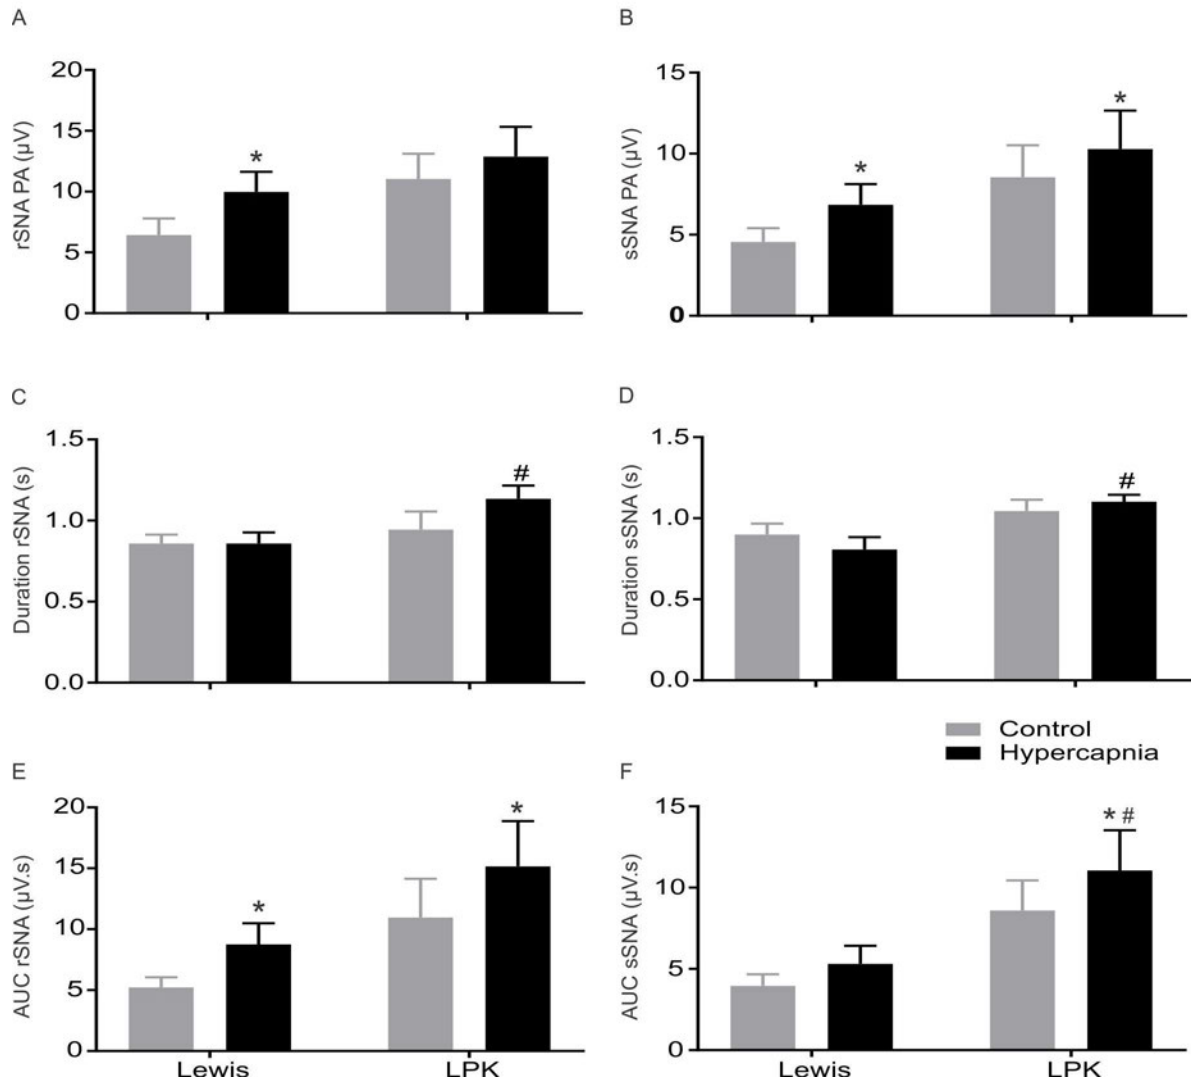 A
B
rSNA PA (µV)
20
15
10
5
0
*
sSNA PA (µV)
15
10
5
0
*
*
C
D
Duration rSNA (s)
1.5
1.0
0.5
0.0
#
Duration sSNA (s)
1.5
1.0
0.5
0.0
#
Control
Hypercapnia
E
F
AUC rSNA (µV.s)
20
15
10
5
0
*
*
Lewis
LPK
AUC sSNA (µV.s)
15
10
5
0
* #
Lewis
LPK